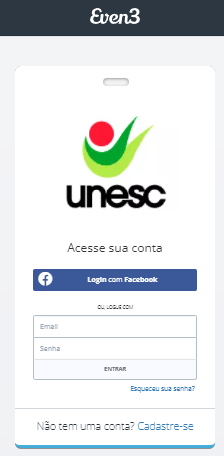 Even3
unesc
Acesse sua conta
Login com Facebook
OU, LOGUE COM
Email
Senha
ENTRAR
Esqueceu sua senha?
Não tem uma conta? Cadastre-se